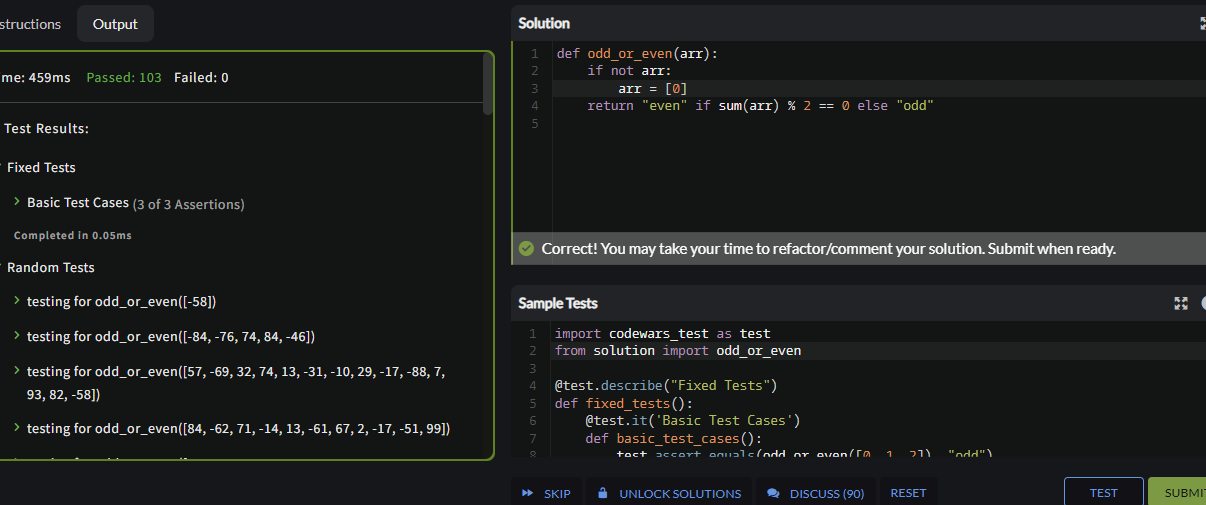 structions
Output
me: 459ms Passed: 103 Failed: 0
Test Results:
Fixed Tests
Basic Test Cases (3 of 3 Assertions)
Completed in 0.05ms
Random Tests
testing for odd_or_even([-58])
testing for odd_or_even([-84, -76, 74, 84, -46])
testing for odd_or_even([57, -69, 32, 74, 13, -31, -10, 29, -17, -88, 7,
93, 82, -58])
testing for odd_or_even([84, -62, 71, -14, 13, -61, 67, 2, -17, -51, 99])
Solution
1 def odd_or_even(arr):
2     if not arr:
3         arr = [0]
4     return "even" if sum(arr) % 2 == 0 else "odd"
5
Correct! You may take your time to refactor/comment your solution. Submit when ready.
Sample Tests
1 import codewars_test as test
2 from solution import odd_or_even
3
4 @test.describe("Fixed Tests")
5 def fixed_tests():
6     @test.it('Basic Test Cases')
7     def basic_test_cases():
8         test.assert_equals(odd_or_even([0, 1, 2]), "odd")
SKIP
UNLOCK SOLUTIONS
DISCUSS (90)
RESET
TEST
SUBMI